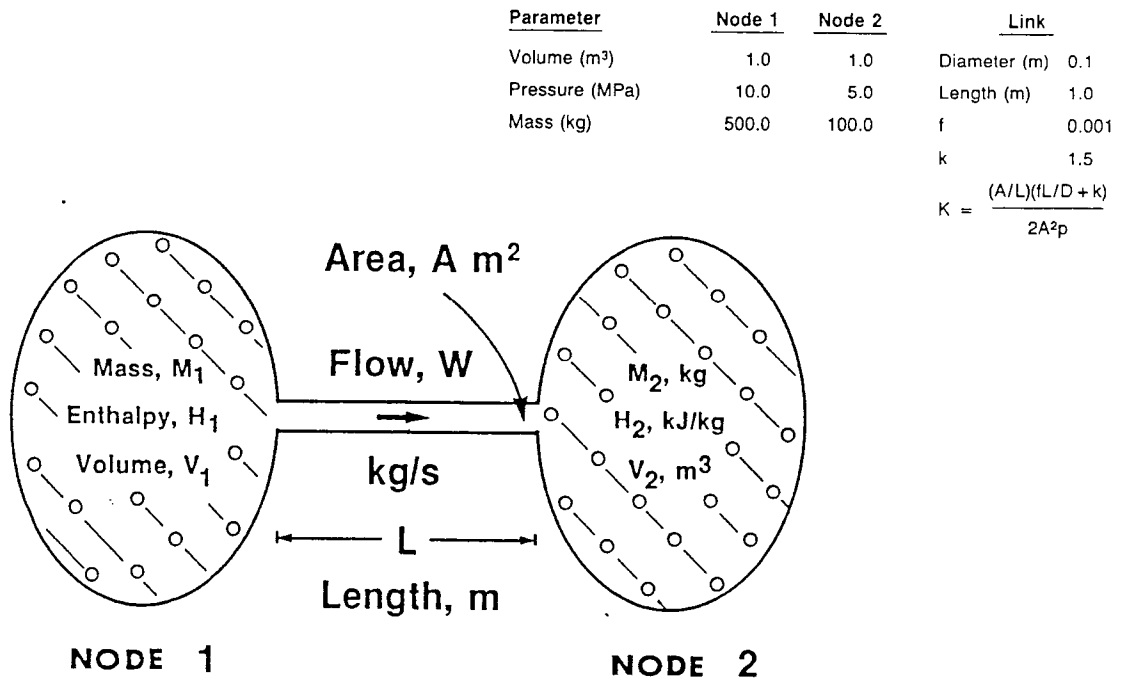 Parameter Node 1 Node 2 Link
Volume (m³) 1.0 1.0 Diameter (m) 0.1
Pressure (MPa) 10.0 5.0 Length (m) 1.0
Mass (kg) 500.0 100.0 f 0.001
k 1.5
K = (A/L)(fL/D + k)
2A²p
Area, A m²
Flow, W
Mass, M₁
M₂, kg
Enthalpy, H₁
H₂, kJ/kg
Volume, V₁
kg/s
V₂, m³
L
Length, m
NODE 1
NODE 2